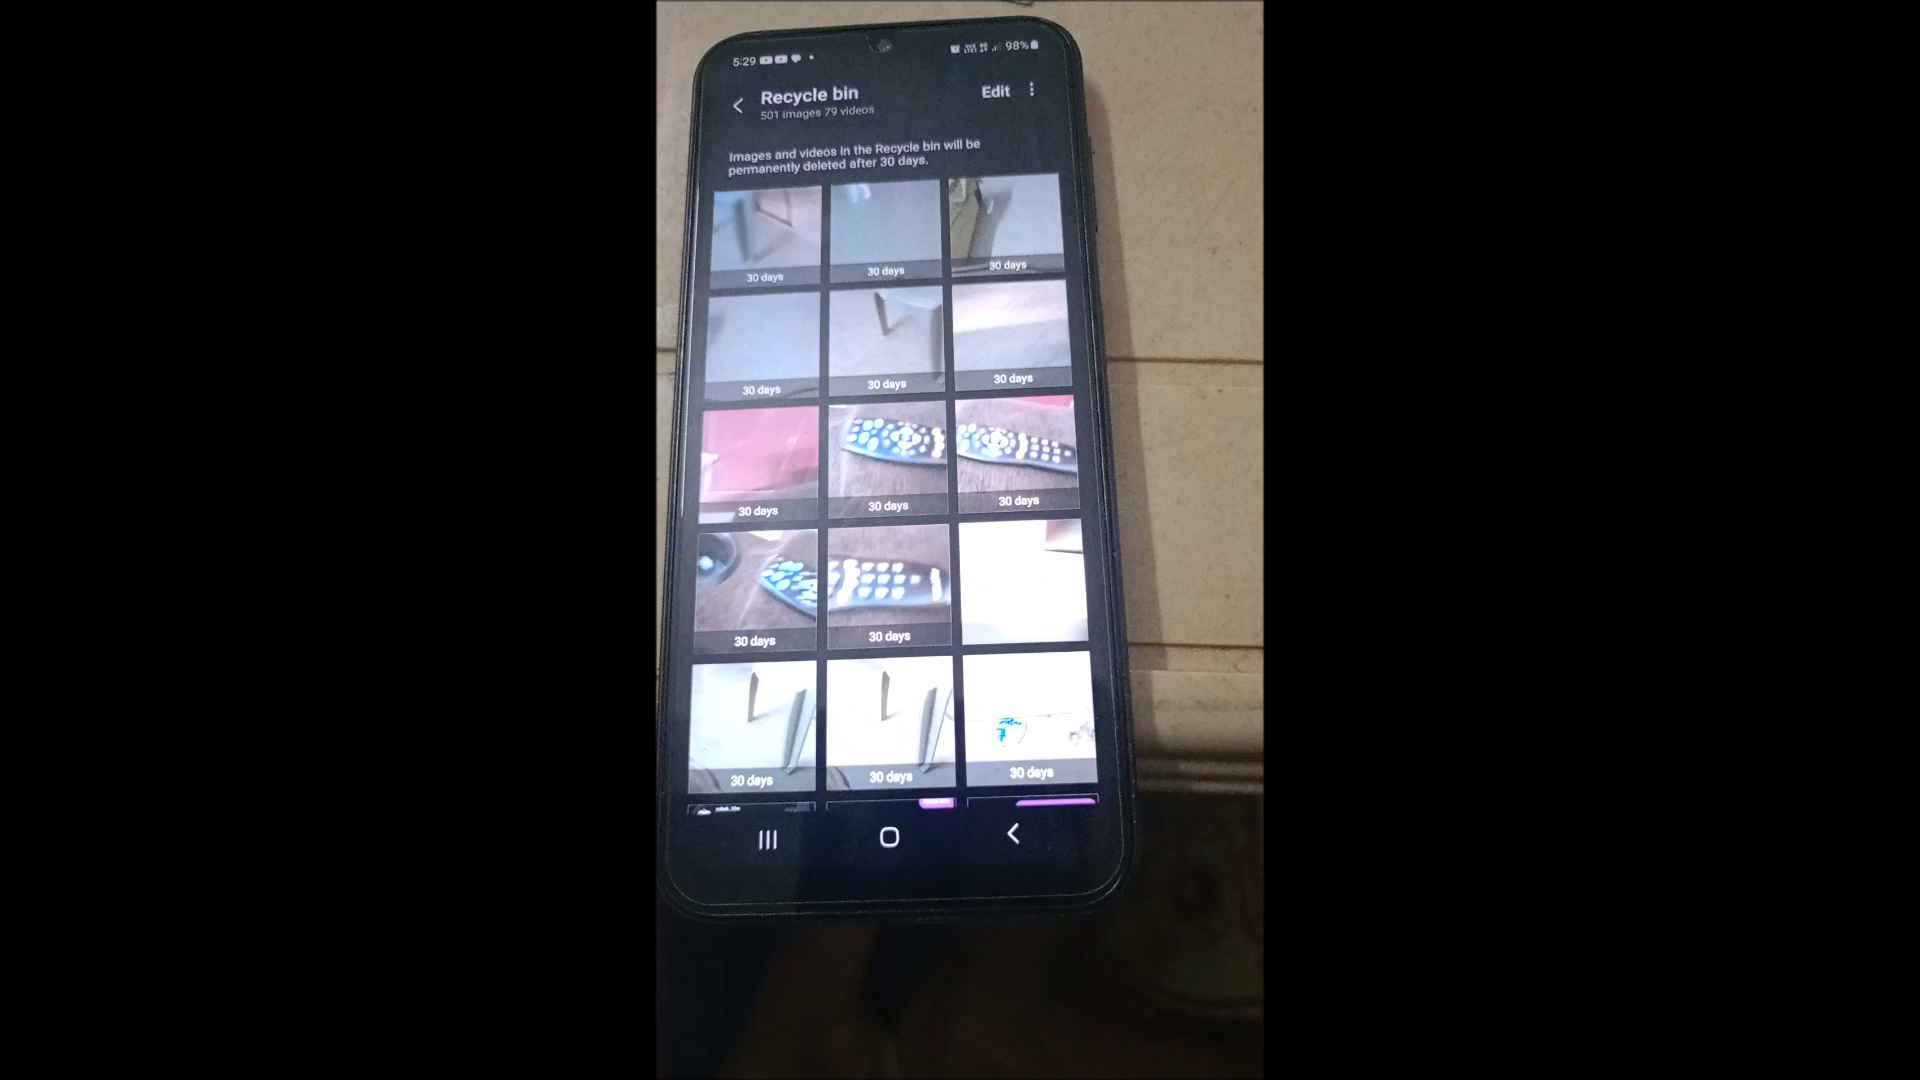 5:29
98%
Recycle bin
Edit
501 images 79 videos
Images and videos in the Recycle bin will be
permanently deleted after 30 days.
30 days
30 days
30 days
30 days
30 days
30 days
30 days
30 days
30 days
30 days
30 days
30 days
30 days
30 days